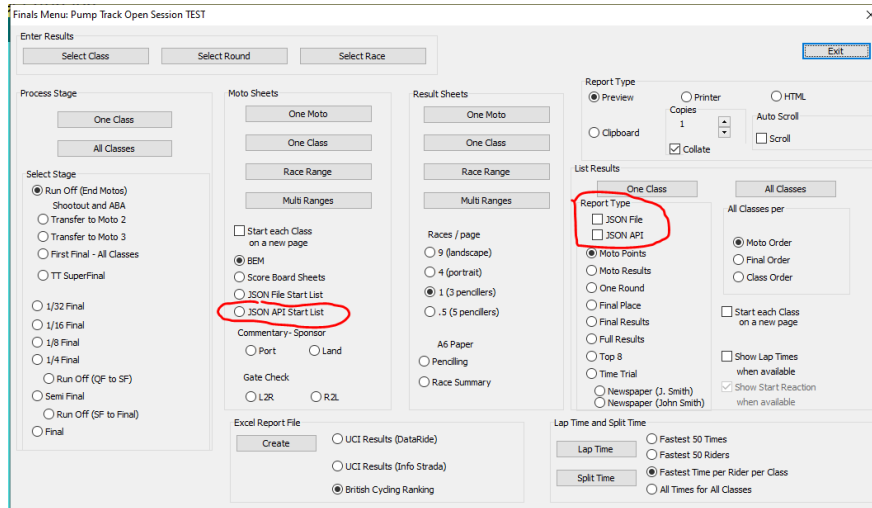 Finals Menu: Pump Track Open Session TEST
Enter Results
Select Class
Select Round
Select Race
Exit
Process Stage
One Class
All Classes
Select Stage
Run Off (End Motos)
Shootout and ABA
Transfer to Moto 2
Transfer to Moto 3
First Final - All Classes
TT SuperFinal
1/32 Final
1/16 Final
1/8 Final
1/4 Final
Run Off (QF to SF)
Semi Final
Run Off (SF to Final)
Final
Moto Sheets
One Moto
One Class
Race Range
Multi Ranges
Start each Class
on a new page
BEM
Score Board Sheets
JSON File Start List
JSON API Start List
Commentary- Sponsor
Port
Land
Gate Check
L2R
R2L
Result Sheets
One Moto
One Class
Race Range
Multi Ranges
Races / page
9 (landscape)
4 (portrait)
1 (3 pencillers)
.5 (5 pencillers)
A6 Paper
Pencilling
Race Summary
Report Type
Preview
Printer
HTML
Clipboard
Copies
1
Collate
Auto Scroll
Scroll
List Results
One Class
All Classes
Report Type
JSON File
JSON API
Moto Points
Moto Results
One Round
Final Place
Final Results
Full Results
Top 8
Time Trial
Newspaper (J. Smith)
Newspaper (John Smith)
All Classes per
Moto Order
Final Order
Class Order
Start each Class
on a new page
Show Lap Times
when available
Show Start Reaction
when available
Excel Report File
Create
UCI Results (DataRide)
UCI Results (Info Strada)
British Cycling Ranking
Lap Time and Split Time
Lap Time
Split Time
Fastest 50 Times
Fastest 50 Riders
Fastest Time per Rider per Class
All Times for All Classes